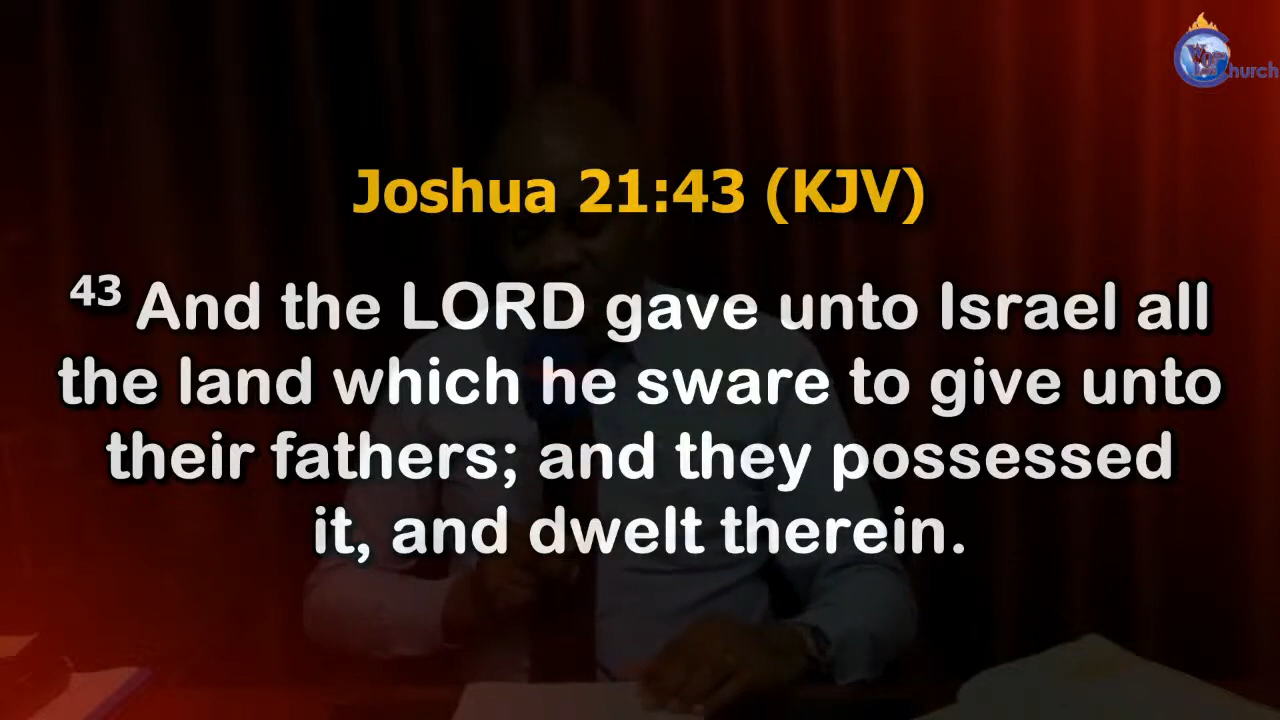 Joshua 21:43 (KJV)
43 And the LORD gave unto Israel all
the land which he sware to give unto
their fathers; and they possessed
it, and dwelt therein.